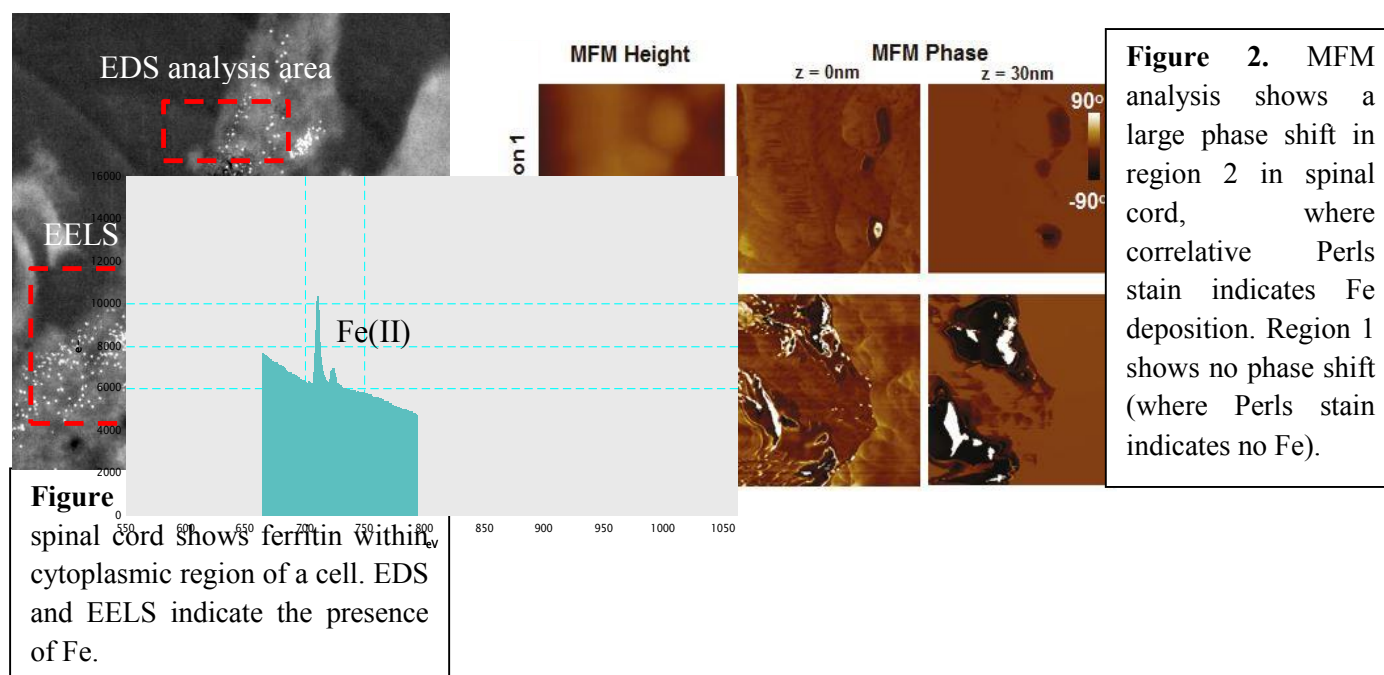 EDS analysis area
EELS
16000
14000
12000
10000
8000
6000
4000
2000
0
e-
Fe(II)
550
600
650
700
750
800
850
900
950
1000
1050
eV
Figure
spinal cord shows ferritin within
cytoplasmic region of a cell. EDS
and EELS indicate the presence
of Fe.
MFM Height
MFM Phase
z = 0nm
z = 30nm
on 1
90º
-90º
Figure 2. MFM
analysis shows a
large phase shift in
region 2 in spinal
cord, where
correlative Perls
stain indicates Fe
deposition. Region 1
shows no phase shift
(where Perls stain
indicates no Fe).